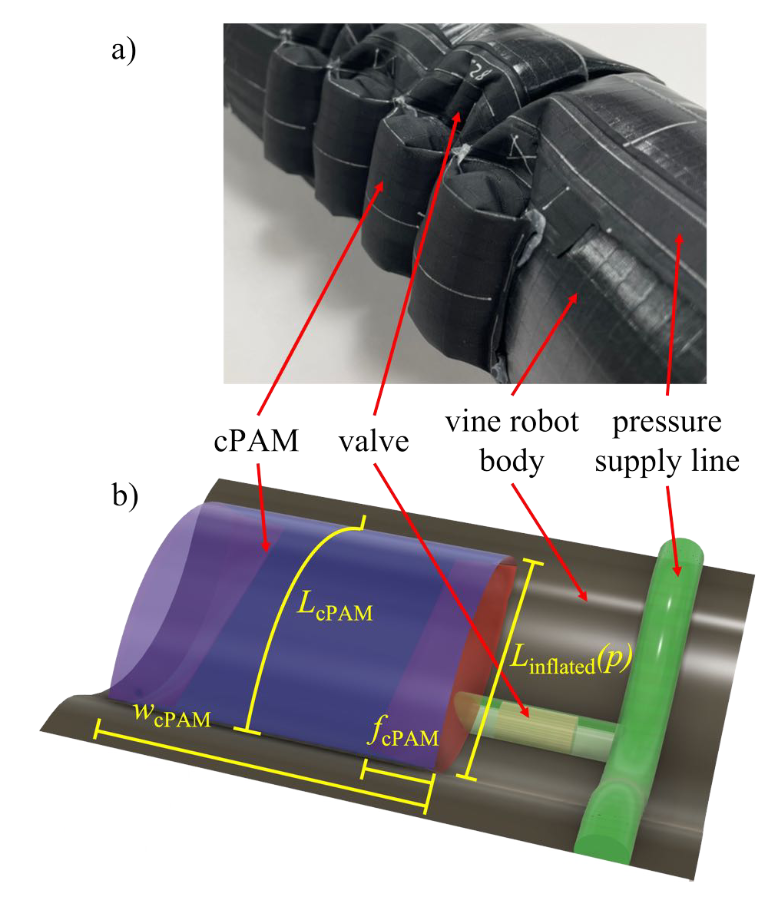 a)
cPAM
valve
vine robot
body
pressure
supply line
b)
LcPAM
Linflated(p)
wcPAM
fcPAM